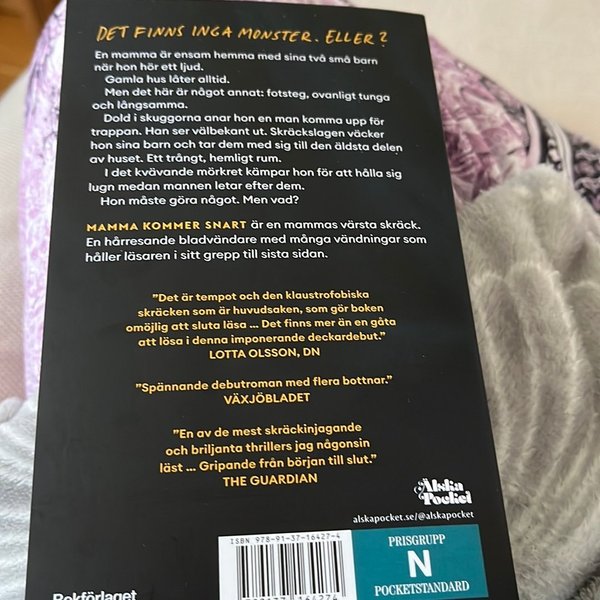 DET FINNS INGA MONSTER. ELLER?
En mamma är ensam hemma med sina två små barn
när hon hör ett ljud.
Gamla hus låter alltid.
Men det här är något annat: fotsteg, ovanligt tunga
och långsamma.
Dold i skuggorna anar hon en man komma upp för
trappan. Han ser välbekant ut. Skräckslagen väcker
hon sina barn och tar dem med sig till den äldsta delen
av huset. Ett trångt, hemligt rum.
I det kvävande mörkret kämpar hon för att hålla sig
lugn medan mannen letar efter dem.
Hon måste göra något. Men vad?
MAMMA KOMMER SNART är en mammas värsta skräck.
En hårresande bladvändare med många vändningar som
håller läsaren i sitt grepp till sista sidan.
"Det är tempot och den klaustrofobiska
skräcken som är huvudsaken, som gör boken
omöjlig att sluta läsa ... Det finns mer än en gåta
att lösa i denna imponerande deckardebut."
LOTTA OLSSON, DN
"Spännande debutroman med flera bottnar."
VÄXJÖBLADET
"En av de mest skräckinjagande
och briljanta thrillers jag någonsin
läst ... Gripande från början till slut."
THE GUARDIAN
Älska
Pocket
alskapocket.se/@alskapocket
ISBN 978-91-37-16427-4
PRISGRUPP
N
POCKETSTANDARD
Bokförlaget